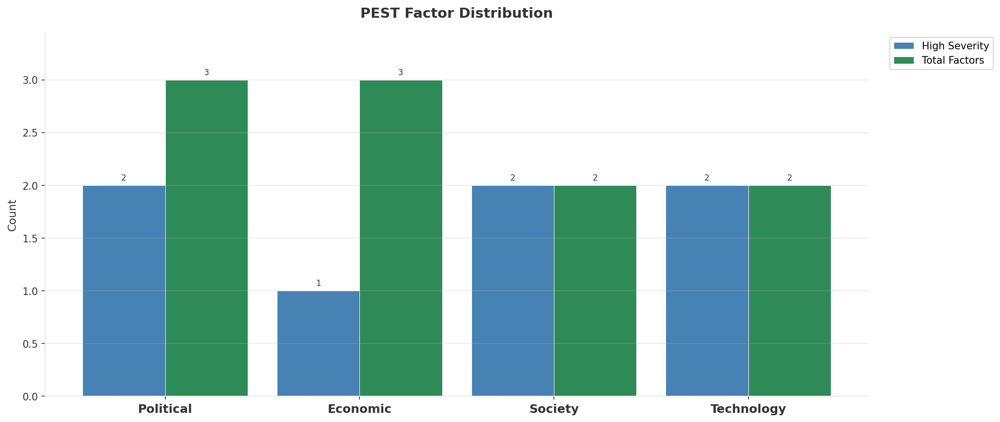 PEST Factor Distribution
High Severity
Total Factors
3.0
2.5
2.0
1.5
1.0
0.5
0.0
Count
2
3
1
3
2
2
2
2
Political
Economic
Society
Technology